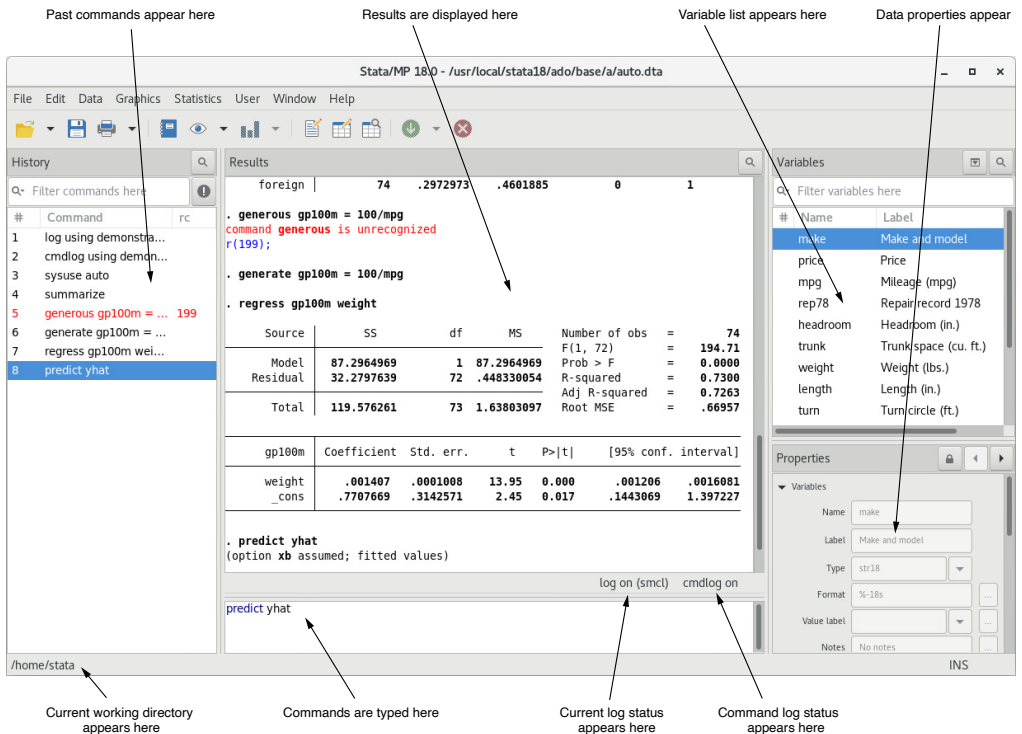 Past commands appear here
Results are displayed here
Variable list appears here
Data properties appear
Stata/MP 18.0 - /usr/local/stata18/ado/base/a/auto.dta
File Edit Data Graphics Statistics User Window Help
History
Filter commands here
# Command rc
1 log using demonstra...
2 cmdlog using demon...
3 sysuse auto
4 summarize
5 generous gp100m = ... 199
6 generate gp100m = ...
7 regress gp100m wei...
8 predict yhat
Results
foreign | 74 .2972973 .4601885 0 1
. generous gp100m = 100/mpg
command generous is unrecognized
r(199);
. generate gp100m = 100/mpg
. regress gp100m weight
Source SS df MS Number of obs = 74
F(1, 72) = 194.71
Model 87.2964969 1 87.2964969 Prob > F = 0.0000
Residual 32.2797639 72 .448330054 R-squared = 0.7300
Adj R-squared = 0.7263
Total 119.576261 73 1.63803097 Root MSE = .66957
gp100m Coefficient Std. err. t P>|t| [95% conf. interval]
weight .001407 .0001008 13.95 0.000 .001206 .0016081
_cons .7707669 .3142571 2.45 0.017 .1443069 1.397227
. predict yhat
(option xb assumed; fitted values)
log on (smcl) cmdlog on
predict yhat
Variables
Filter variables here
# Name Label
make Make and model
price Price
mpg Mileage (mpg)
rep78 Repair record 1978
headroom Headroom (in.)
trunk Trunk space (cu. ft.)
weight Weight (lbs.)
length Length (in.)
turn Turn circle (ft.)
Properties
Variables
Name make
Label Make and model
Type str18
Format %-18s
...
Value label
...
Notes No notes
...
/home/stata
INS
Current working directory
appears here
Commands are typed here
Current log status
appears here
Command log status
appears here